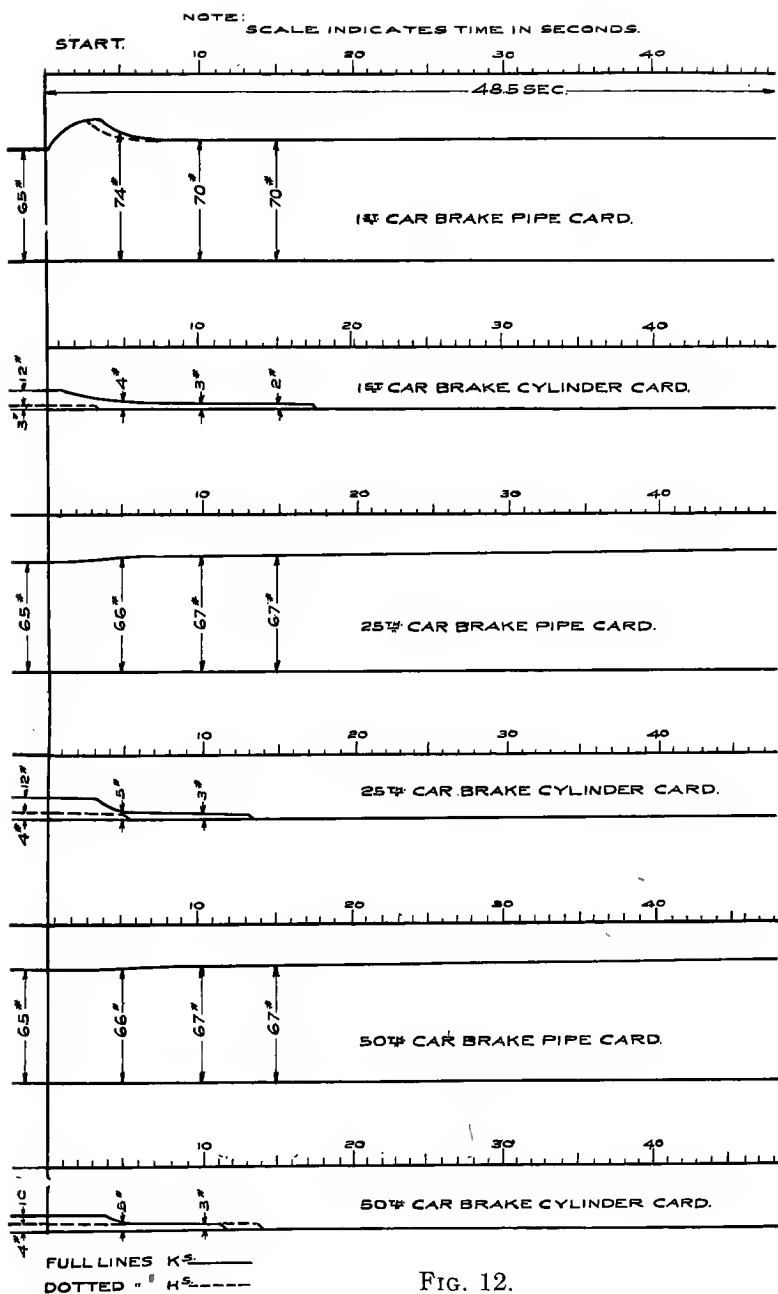 NOTE:
SCALE INDICATES TIME IN SECONDS.
START.
10 20 30 40
48.5 SEC.
65# 74# 70# 70#
1ST CAR BRAKE PIPE CARD.
10 20 30 40
12# 3# 4# 3# 2#
1ST CAR BRAKE CYLINDER CARD.
10 20 30 40
65# 66# 67# 67#
25TH CAR BRAKE PIPE CARD.
10 20 30 40
12# 4# 5# 3#
25TH CAR BRAKE CYLINDER CARD.
10 20 30 40
65# 66# 67# 67#
50TH CAR BRAKE PIPE CARD.
10 20 30 40
10 4# 5# 3#
50TH CAR BRAKE CYLINDER CARD.
FULL LINES KS.
DOTTED " " HS.
FIG. 12.